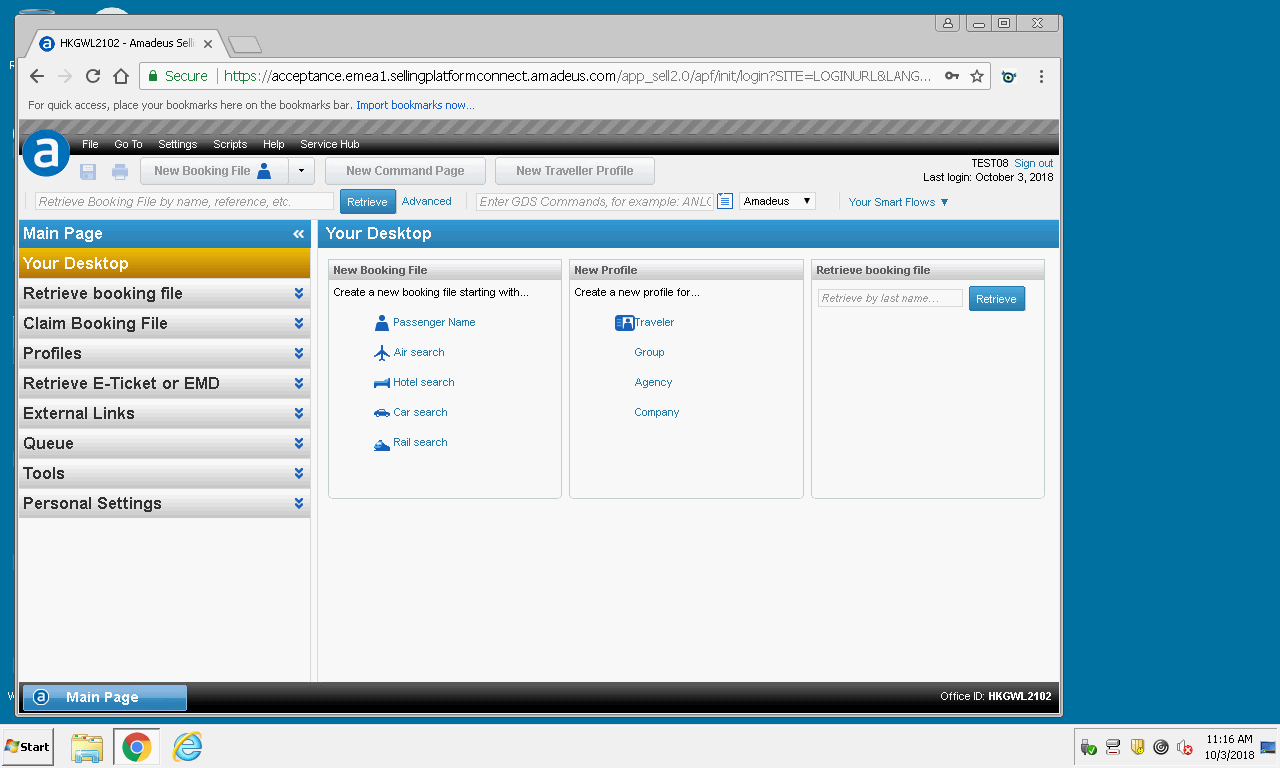 HKGWL2102 - Amadeus Sell
Secure
https://acceptance.emea1.sellingplatformconnect.amadeus.com/app_sell2.0/apf/init/login?SITE=LOGINURL&LANG...
For quick access, place your bookmarks here on the bookmarks bar. Import bookmarks now...
File Go To Settings Scripts Help Service Hub
New Booking File
New Command Page
New Traveller Profile
TEST08 Sign out
Last login: October 3, 2018
Retrieve Booking File by name, reference, etc.
Retrieve
Advanced
Enter GDS Commands, for example: ANLO
Amadeus
Your Smart Flows
Main Page
Your Desktop
Retrieve booking file
Claim Booking File
Profiles
Retrieve E-Ticket or EMD
External Links
Queue
Tools
Personal Settings
Your Desktop
New Booking File
Create a new booking file starting with...
Passenger Name
Air search
Hotel search
Car search
Rail search
New Profile
Create a new profile for...
Traveler
Group
Agency
Company
Retrieve booking file
Retrieve by last name...
Retrieve
Main Page
Office ID: HKGWL2102
Start
11:16 AM
10/3/2018